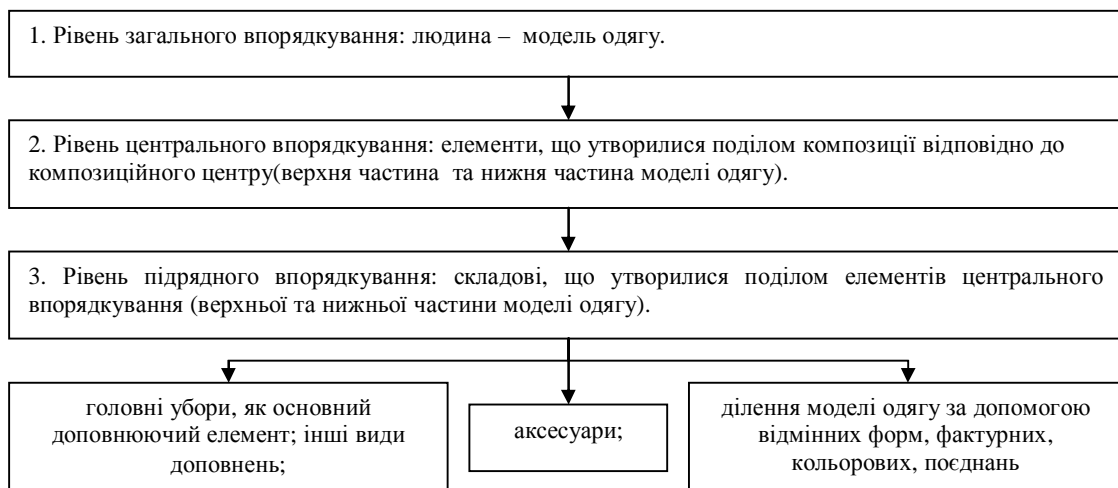 1. Рівень загального впорядкування: людина – модель одягу.
2. Рівень центрального впорядкування: елементи, що утворилися поділом композиції відповідно до
композиційного центру(верхня частина та нижня частина моделі одягу).
3. Рівень підрядного впорядкування: складові, що утворилися поділом елементів центрального
впорядкування (верхньої та нижньої частини моделі одягу).
головні убори, як основний
доповнюючий елемент; інші види
доповнень;
аксесуари;
ділення моделі одягу за допомогою
відмінних форм, фактурних,
кольорових, поєднань